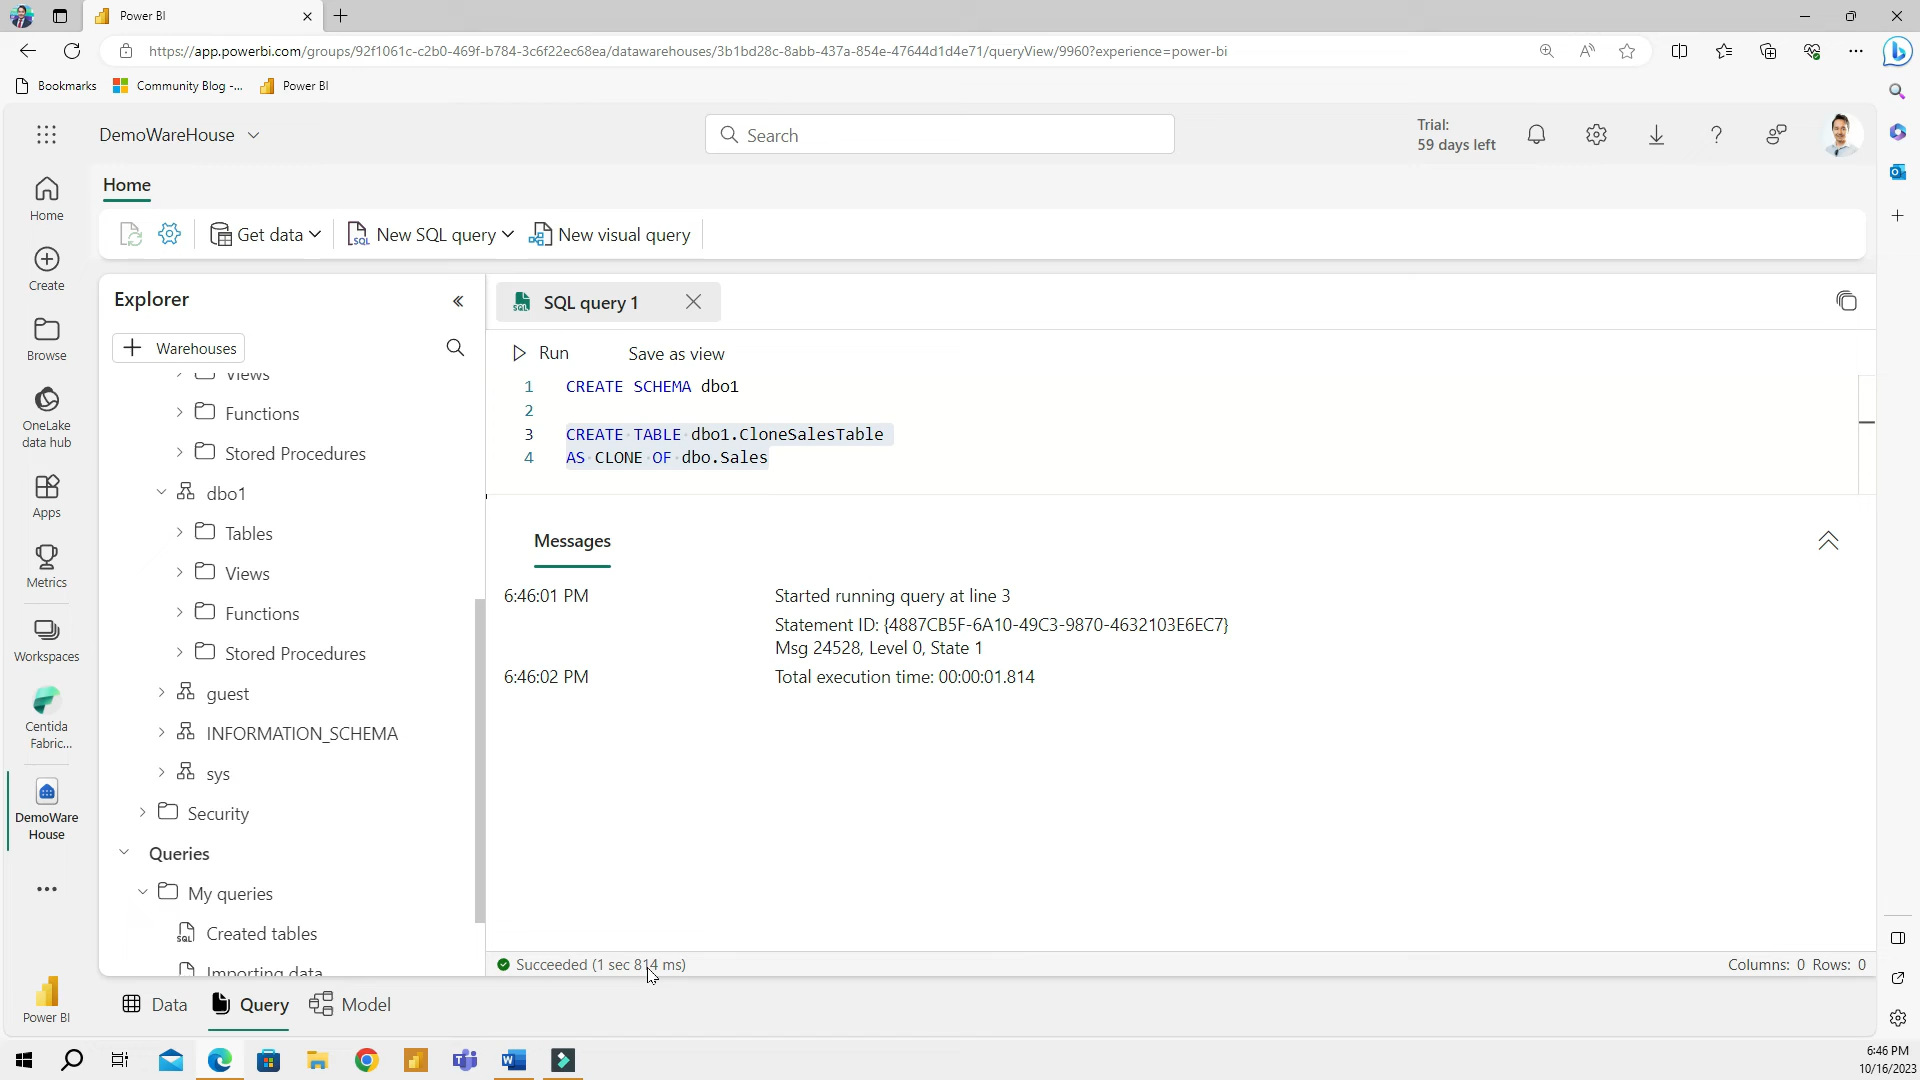 Power BI
https://app.powerbi.com/groups/92f1061c-c2b0-469f-b784-3c6f22ec68ea/datawarehouses/3b1bd28c-8abb-437a-854e-47644d1d4e71/queryView/9960?experience=power-bi
Bookmarks
Community Blog -...
Power BI
DemoWareHouse
Search
Trial:
59 days left
Home
Home
Create
Browse
OneLake
data hub
Apps
Metrics
Workspaces
Centida
Fabric...
DemoWare
House
Power BI
Get data
SQL
New SQL query
New visual query
Explorer
Warehouses
Views
Functions
Stored Procedures
dbo1
Tables
Views
Functions
Stored Procedures
guest
INFORMATION_SCHEMA
sys
Security
Queries
My queries
SQL
Created tables
Importing data
SQL
SQL query 1
Run
Save as view
1 CREATE SCHEMA dbo1
2
3 CREATE TABLE dbo1.CloneSalesTable
4 AS CLONE OF dbo.Sales
Messages
6:46:01 PM Started running query at line 3
Statement ID: {4887CB5F-6A10-49C3-9870-4632103E6EC7}
Msg 24528, Level 0, State 1
6:46:02 PM Total execution time: 00:00:01.814
Succeeded (1 sec 814 ms)
Columns: 0 Rows: 0
Data
Query
Model
6:46 PM
10/16/2023